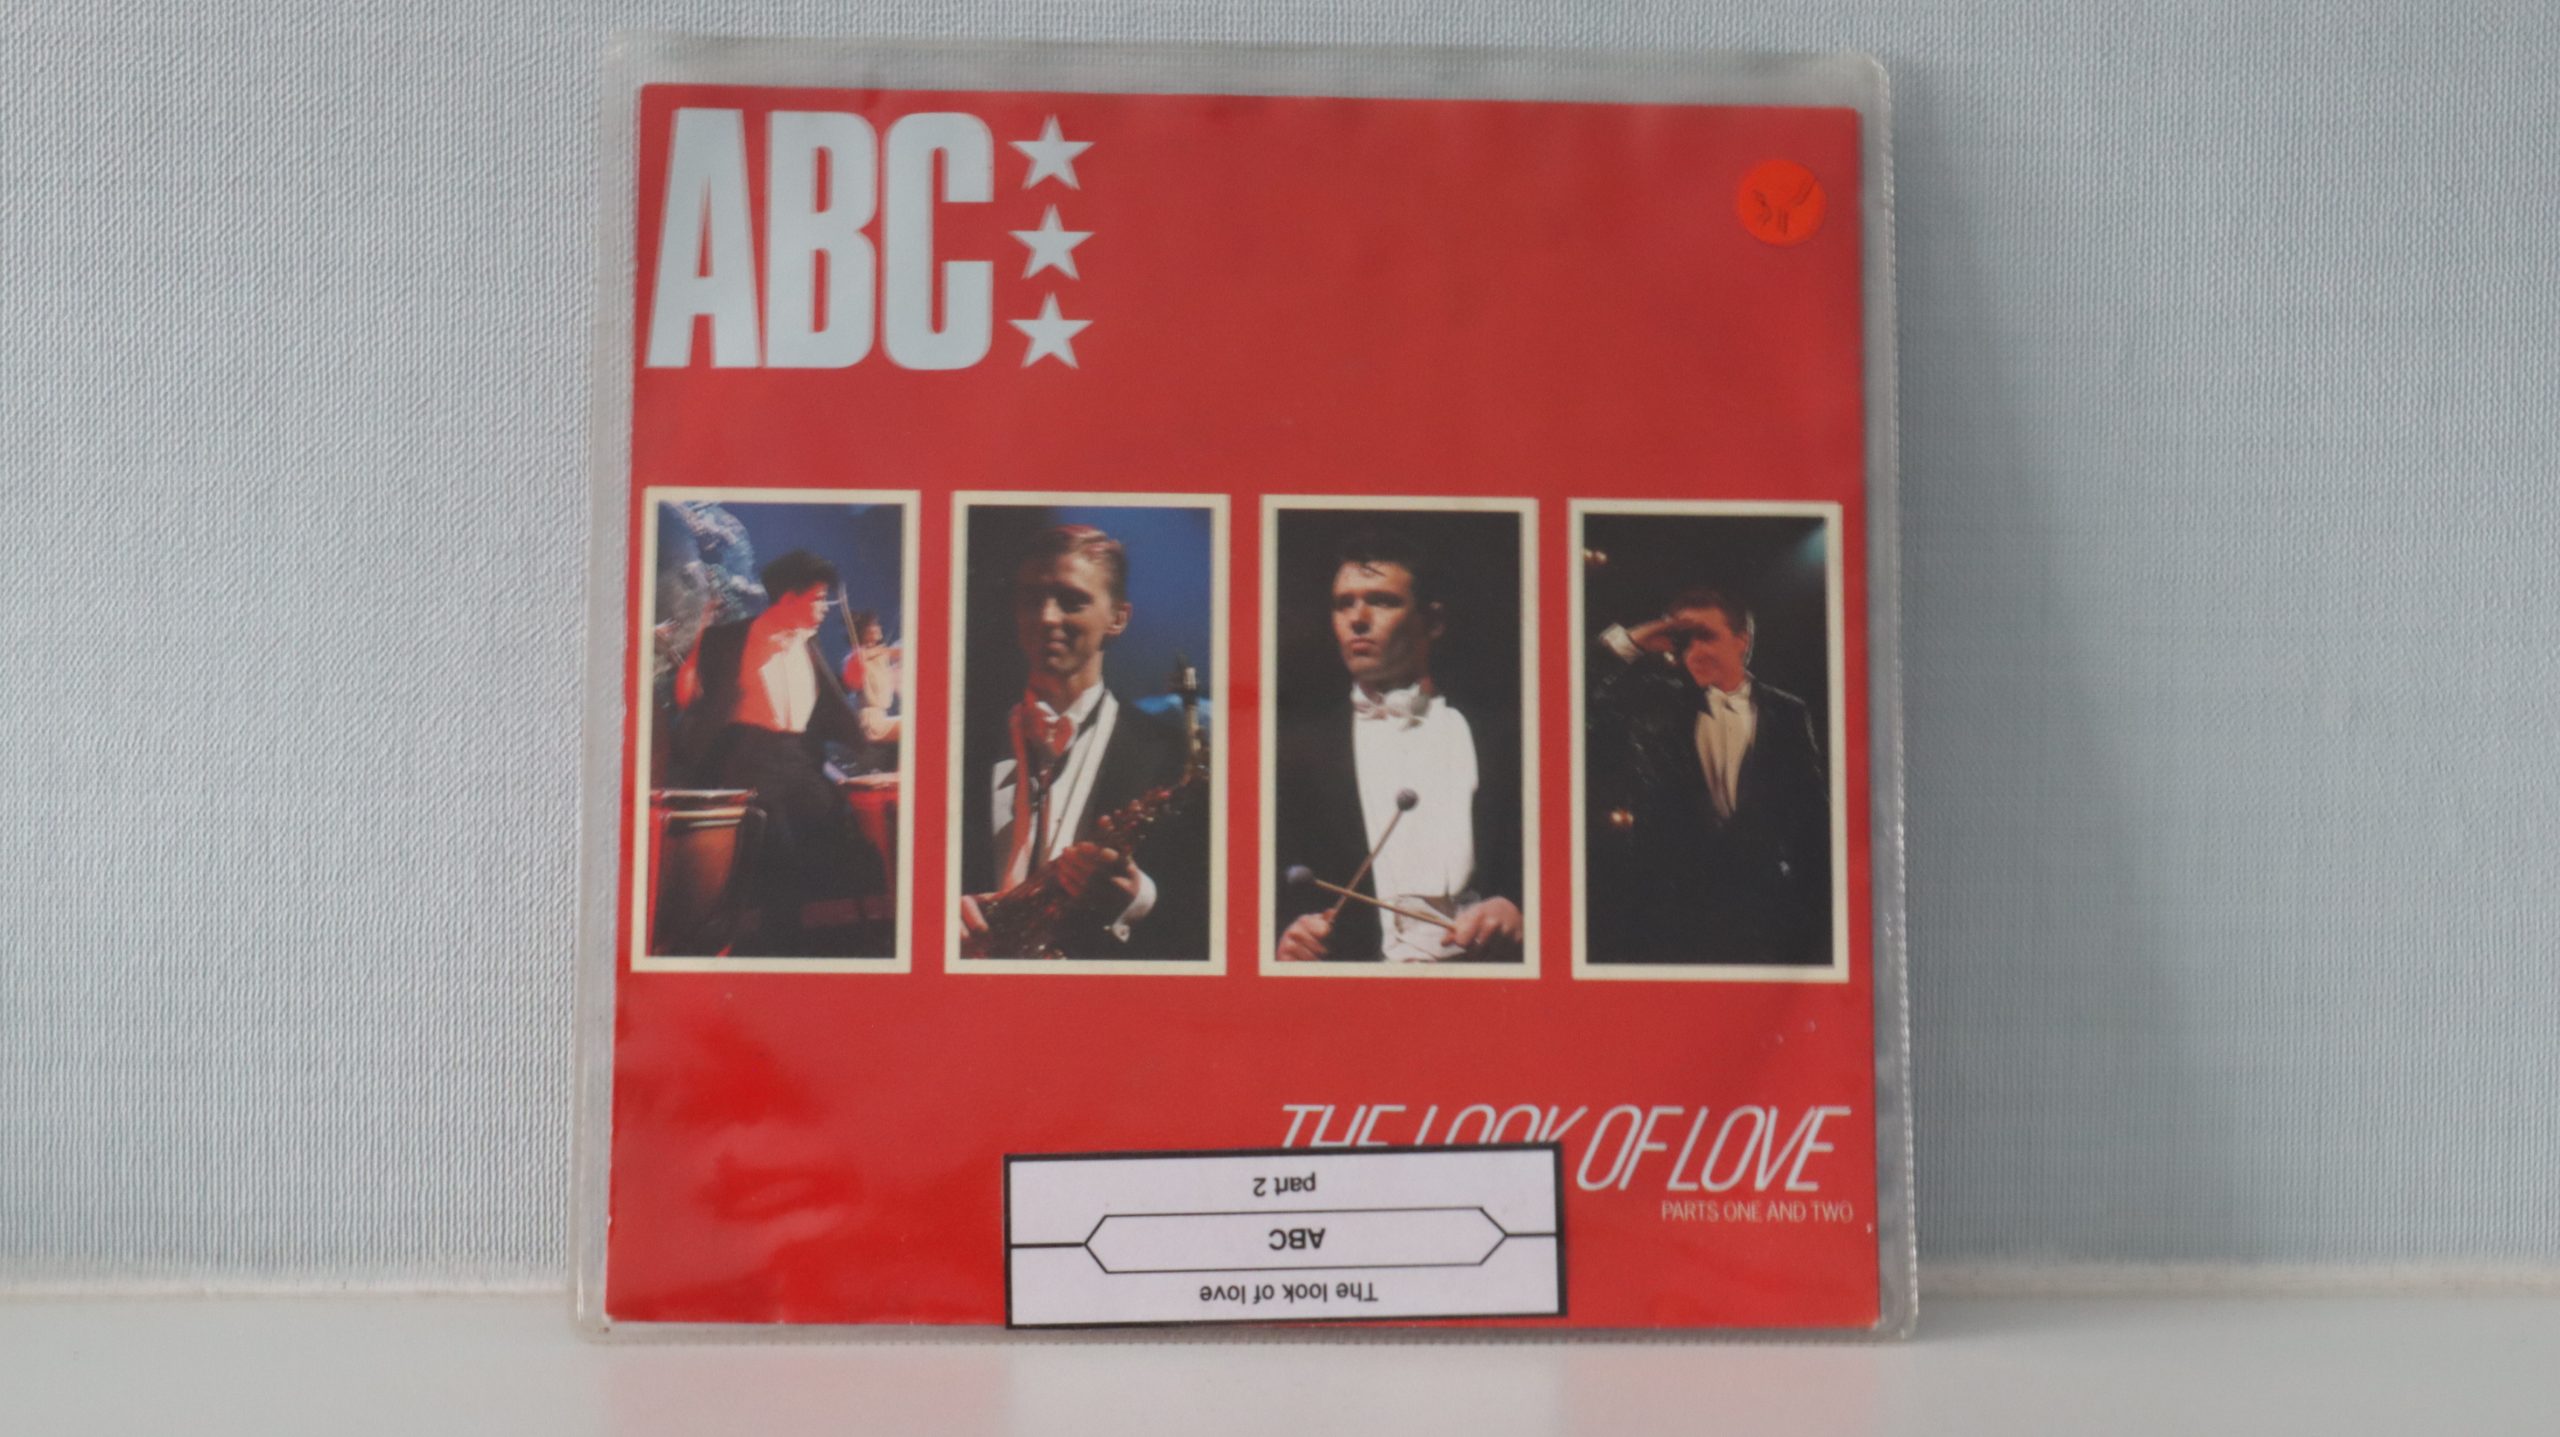 ABC
THE LOOK OF LOVE
PARTS ONE AND TWO
The look of love
ABC
part 2